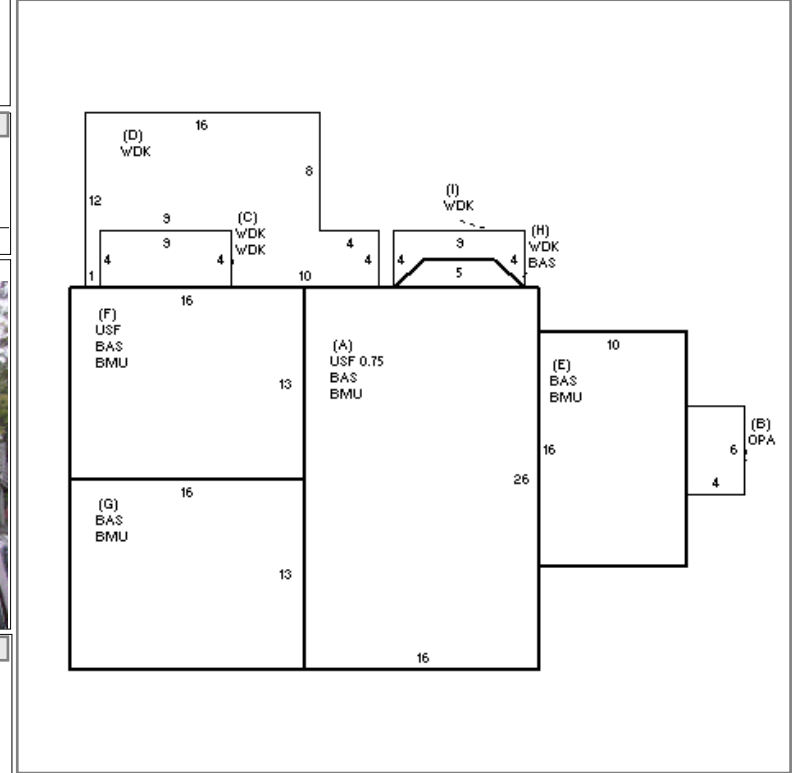 16
(D)
WDK
8
12
(I)
WDK
9
(C)
WDK
WDK
9
4
4
1
10
4
4
9
4
4
5
(H)
WDK
BAS
16
(F)
USF
BAS
BMU
13
(A)
USF 0.75
BAS
BMU
10
(E)
BAS
BMU
16
(B)
OPA
6
4
16
(G)
BAS
BMU
13
26
16